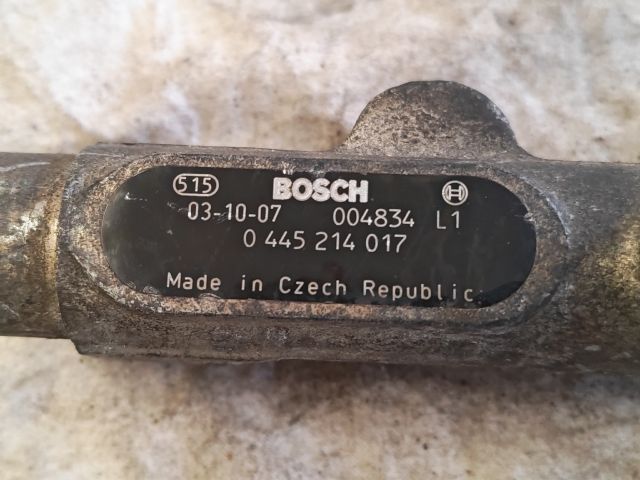 515 BOSCH
03-10-07 004834 L1
0 445 214 017
Made in Czech Republic